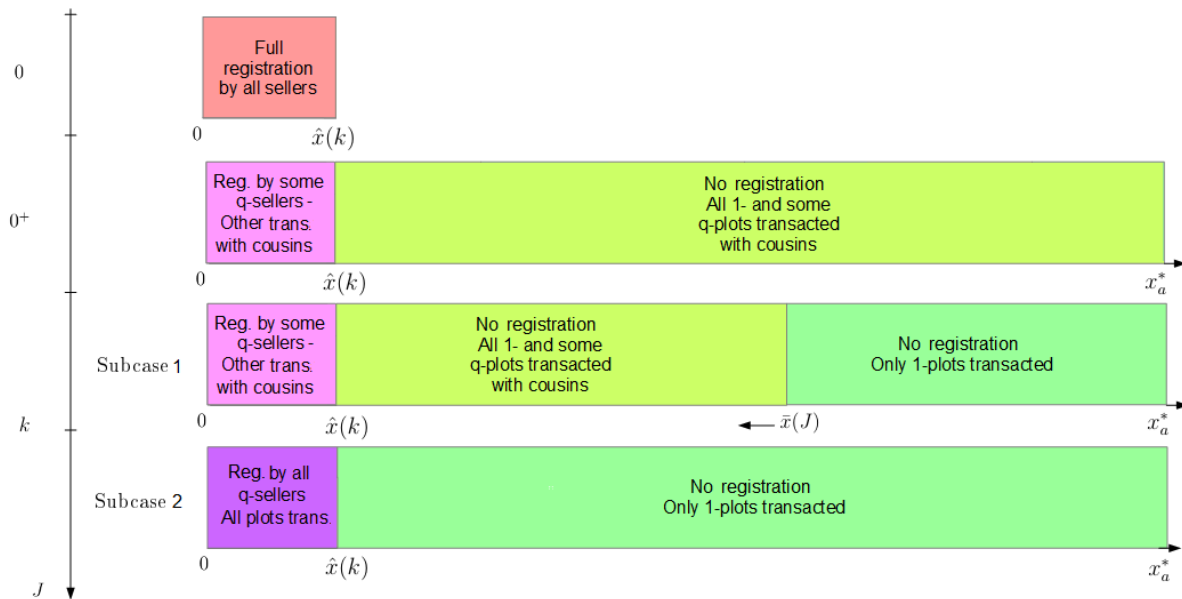 0
Full
registration
by all sellers
0
x̂(k)
0⁺
Reg. by some
q-sellers -
Other trans.
with cousins
No registration
All 1- and some
q-plots transacted
with cousins
0
x̂(k)
x*ₐ
Subcase 1
Reg. by some
q-sellers -
Other trans.
with cousins
No registration
All 1- and some
q-plots transacted
with cousins
No registration
Only 1-plots transacted
0
x̂(k)
x̄(J)
x*ₐ
k
Subcase 2
Reg. by all
q-sellers
All plots trans.
No registration
Only 1-plots transacted
0
x̂(k)
x*ₐ
J